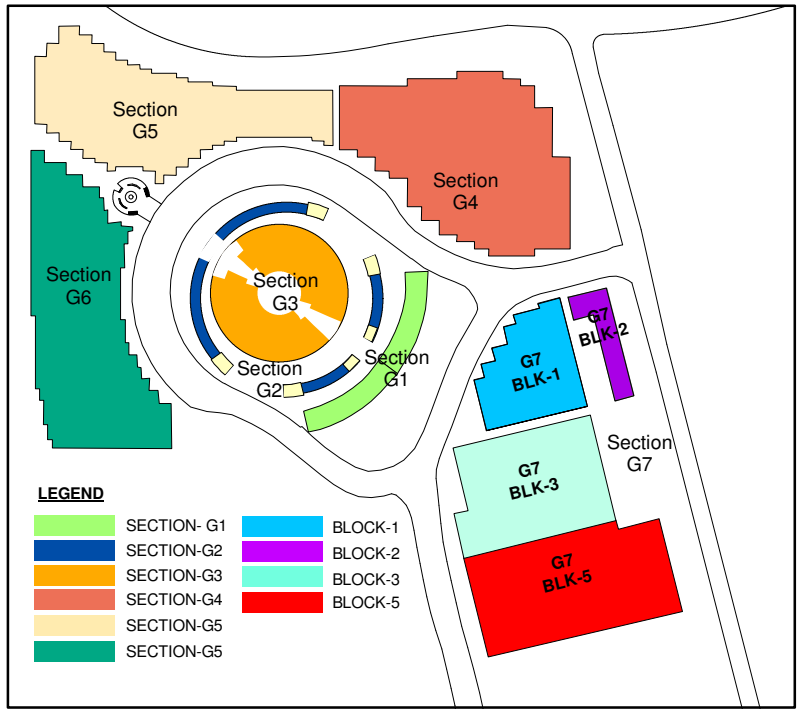 Section
G5
Section
G4
Section
G6
Section
G3
Section
G2
Section
G1
G7
BLK-1
G7
BLK-2
Section
G7
G7
BLK-3
G7
BLK-5
LEGEND
SECTION- G1
SECTION-G2
SECTION-G3
SECTION-G4
SECTION-G5
SECTION-G5
BLOCK-1
BLOCK-2
BLOCK-3
BLOCK-5